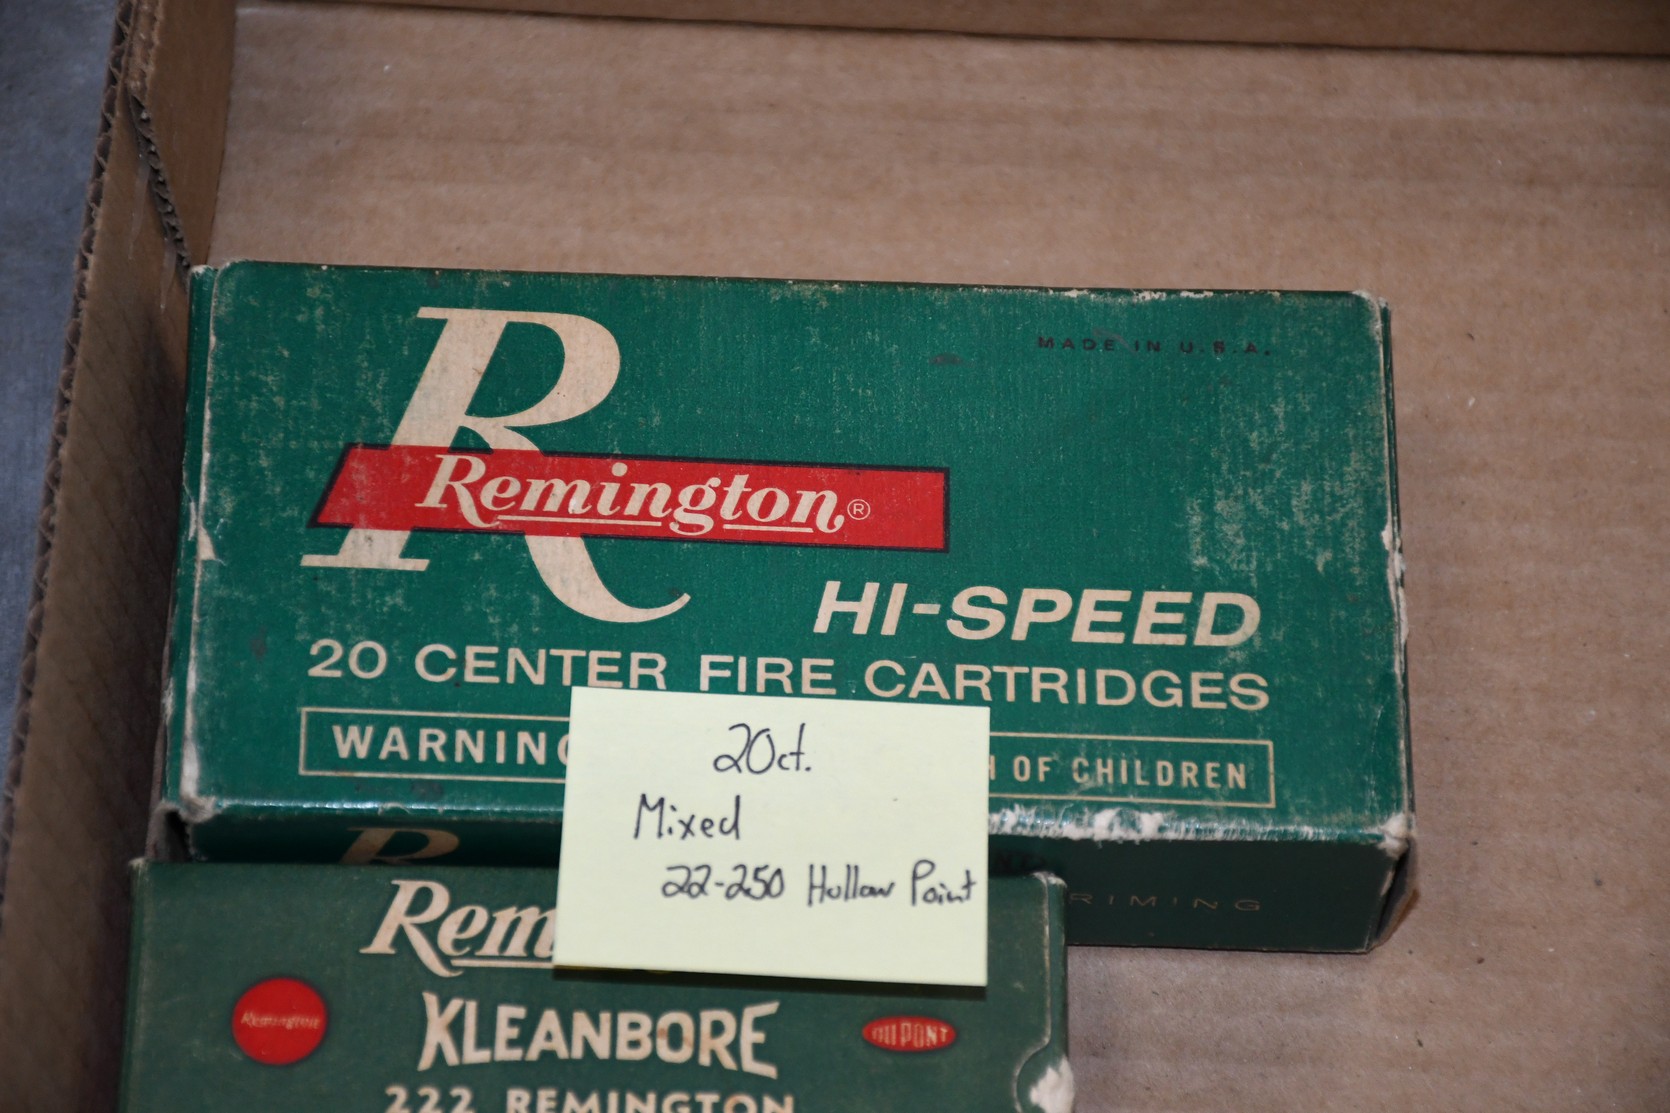 MADE IN U.S.A.
R
Remington®
HI-SPEED
20 CENTER FIRE CARTRIDGES
WARNING
OF CHILDREN
20ct.
Mixed
22-250 Hollow Point
R
RIMING
Rem
Remington
KLEANBORE
DU PONT
222 REMINGTON